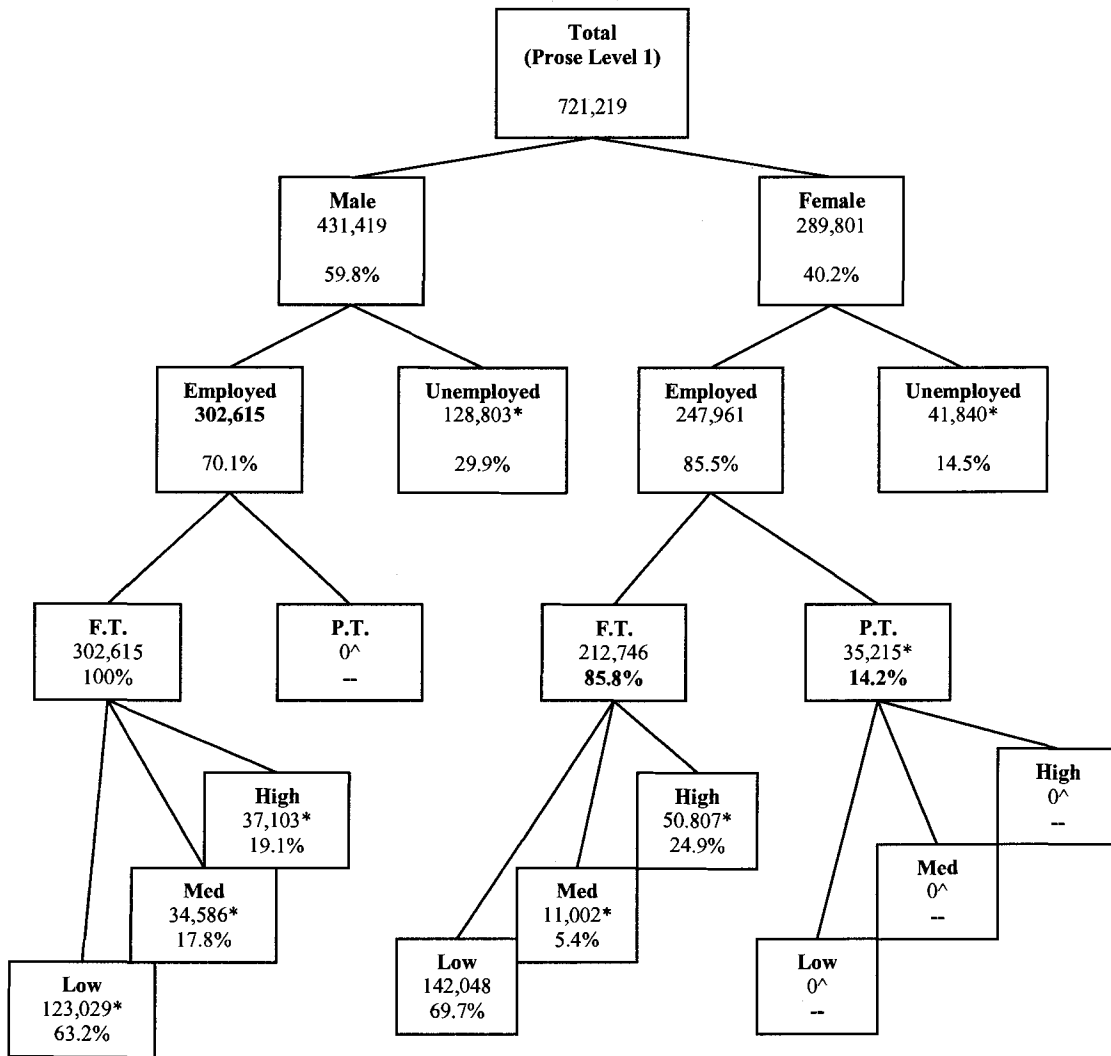 Total
(Prose Level 1)
721,219
Male
431,419
59.8%
Female
289,801
40.2%
Employed
302,615
70.1%
Unemployed
128,803*
29.9%
Employed
247,961
85.5%
Unemployed
41,840*
14.5%
F.T.
302,615
100%
P.T.
0^
--
F.T.
212,746
85.8%
P.T.
35,215*
14.2%
High
37,103*
19.1%
Med
34,586*
17.8%
Low
123,029*
63.2%
High
50.807*
24.9%
Med
11,002*
5.4%
Low
142,048
69.7%
High
0^
--
Med
0^
--
Low
0^
--